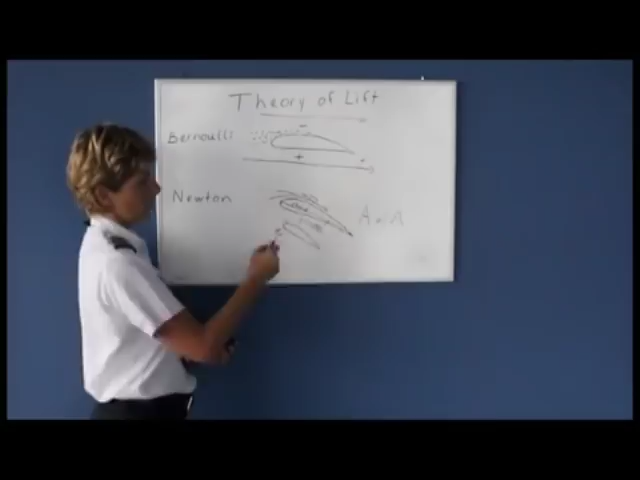 Theory of Lift
Bernoulli
-
+
+
Newton